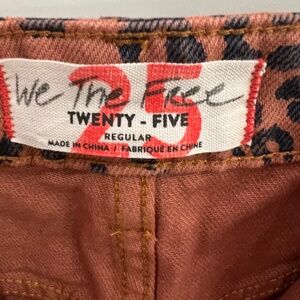 We The Free
25
TWENTY - FIVE
REGULAR
MADE IN CHINA / FABRIQUÉ EN CHINE